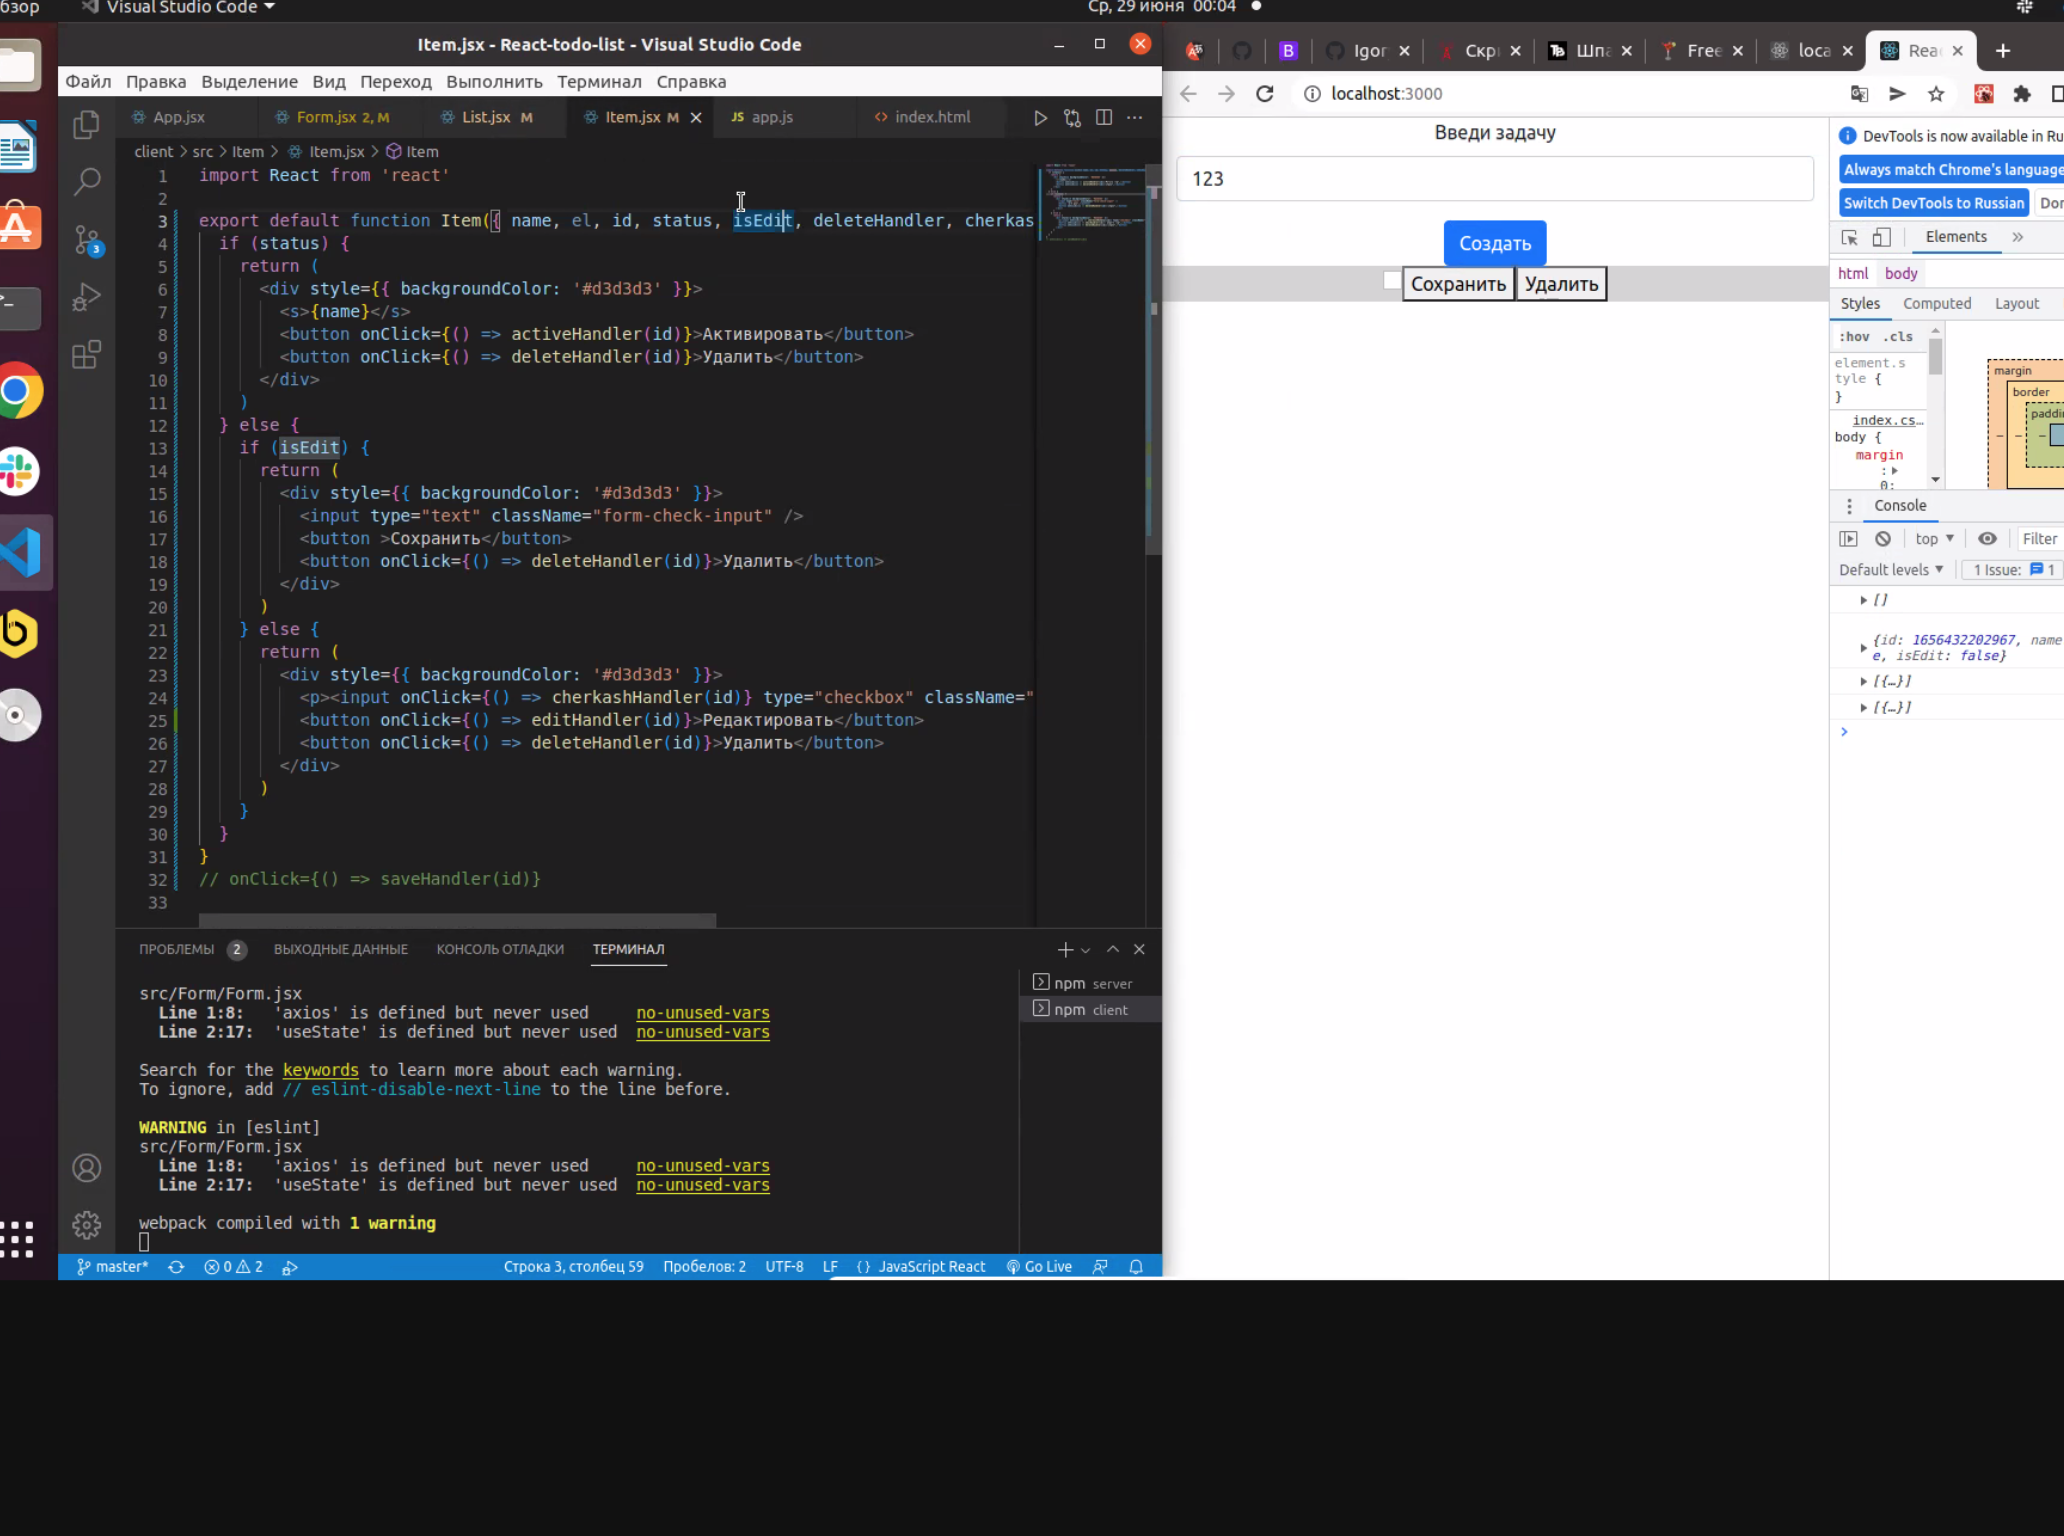 бзор
Visual Studio Code
Ср, 29 июня 00:04
Item.jsx - React-todo-list - Visual Studio Code
Файл Правка Выделение Вид Переход Выполнить Терминал Справка
App.jsx Form.jsx 2, M List.jsx M Item.jsx M JS app.js <> index.html
client > src > Item > Item.jsx > Item
1 import React from 'react'
2
3 export default function Item({ name, el, id, status, isEdit, deleteHandler, cherkas
4 if (status) {
5 return (
6 <div style={{ backgroundColor: '#d3d3d3' }}>
7 <s>{name}</s>
8 <button onClick={() => activeHandler(id)}>Активировать</button>
9 <button onClick={() => deleteHandler(id)}>Удалить</button>
10 </div>
11 )
12 } else {
13 if (isEdit) {
14 return (
15 <div style={{ backgroundColor: '#d3d3d3' }}>
16 <input type="text" className="form-check-input" />
17 <button >Сохранить</button>
18 <button onClick={() => deleteHandler(id)}>Удалить</button>
19 </div>
20 )
21 } else {
22 return (
23 <div style={{ backgroundColor: '#d3d3d3' }}>
24 <p><input onClick={() => cherkashHandler(id)} type="checkbox" className="
25 <button onClick={() => editHandler(id)}>Редактировать</button>
26 <button onClick={() => deleteHandler(id)}>Удалить</button>
27 </div>
28 )
29 }
30 }
31 }
32 // onClick={() => saveHandler(id)}
33
3
ПРОБЛЕМЫ 2 ВЫХОДНЫЕ ДАННЫЕ КОНСОЛЬ ОТЛАДКИ ТЕРМИНАЛ
npm server
npm client
src/Form/Form.jsx
Line 1:8: 'axios' is defined but never used no-unused-vars
Line 2:17: 'useState' is defined but never used no-unused-vars
Search for the keywords to learn more about each warning.
To ignore, add // eslint-disable-next-line to the line before.
WARNING in [eslint]
src/Form/Form.jsx
Line 1:8: 'axios' is defined but never used no-unused-vars
Line 2:17: 'useState' is defined but never used no-unused-vars
webpack compiled with 1 warning
master* 0 2 Строка 3, столбец 59 Пробелов: 2 UTF-8 LF {} JavaScript React Go Live
B Igor Скр ТВ Шпа Free loca Rea
localhost:3000
Введи задачу
123
Создать
Сохранить Удалить
DevTools is now available in Ru
Always match Chrome's language
Switch DevTools to Russian Don
Elements »
html body
Styles Computed Layout
:hov .cls
element.s
tyle {
}
index.cs…
body {
margin
:
0;
margin
border
paddi
Console
top Filter
Default levels 1 Issue: 1
[]
{id: 1656432202967, name
e, isEdit: false}
[{…}]
[{…}]